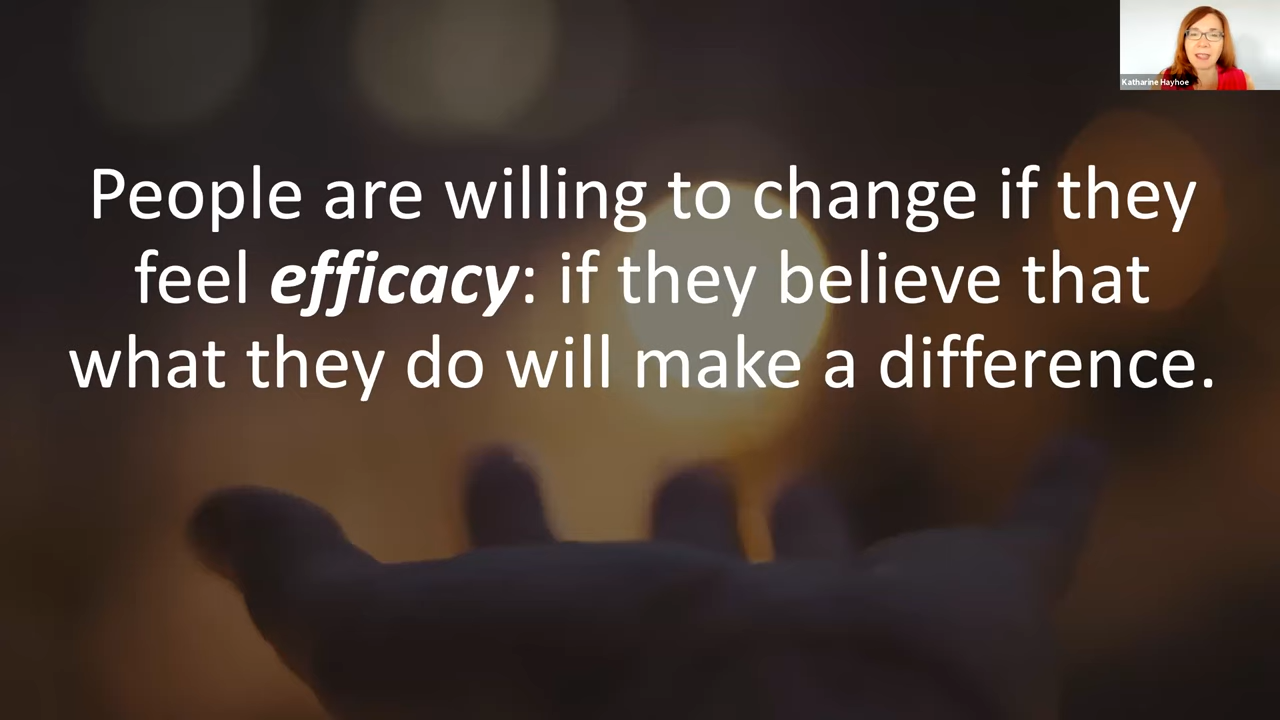 Katharine Hayhoe
People are willing to change if they
feel efficacy: if they believe that
what they do will make a difference.